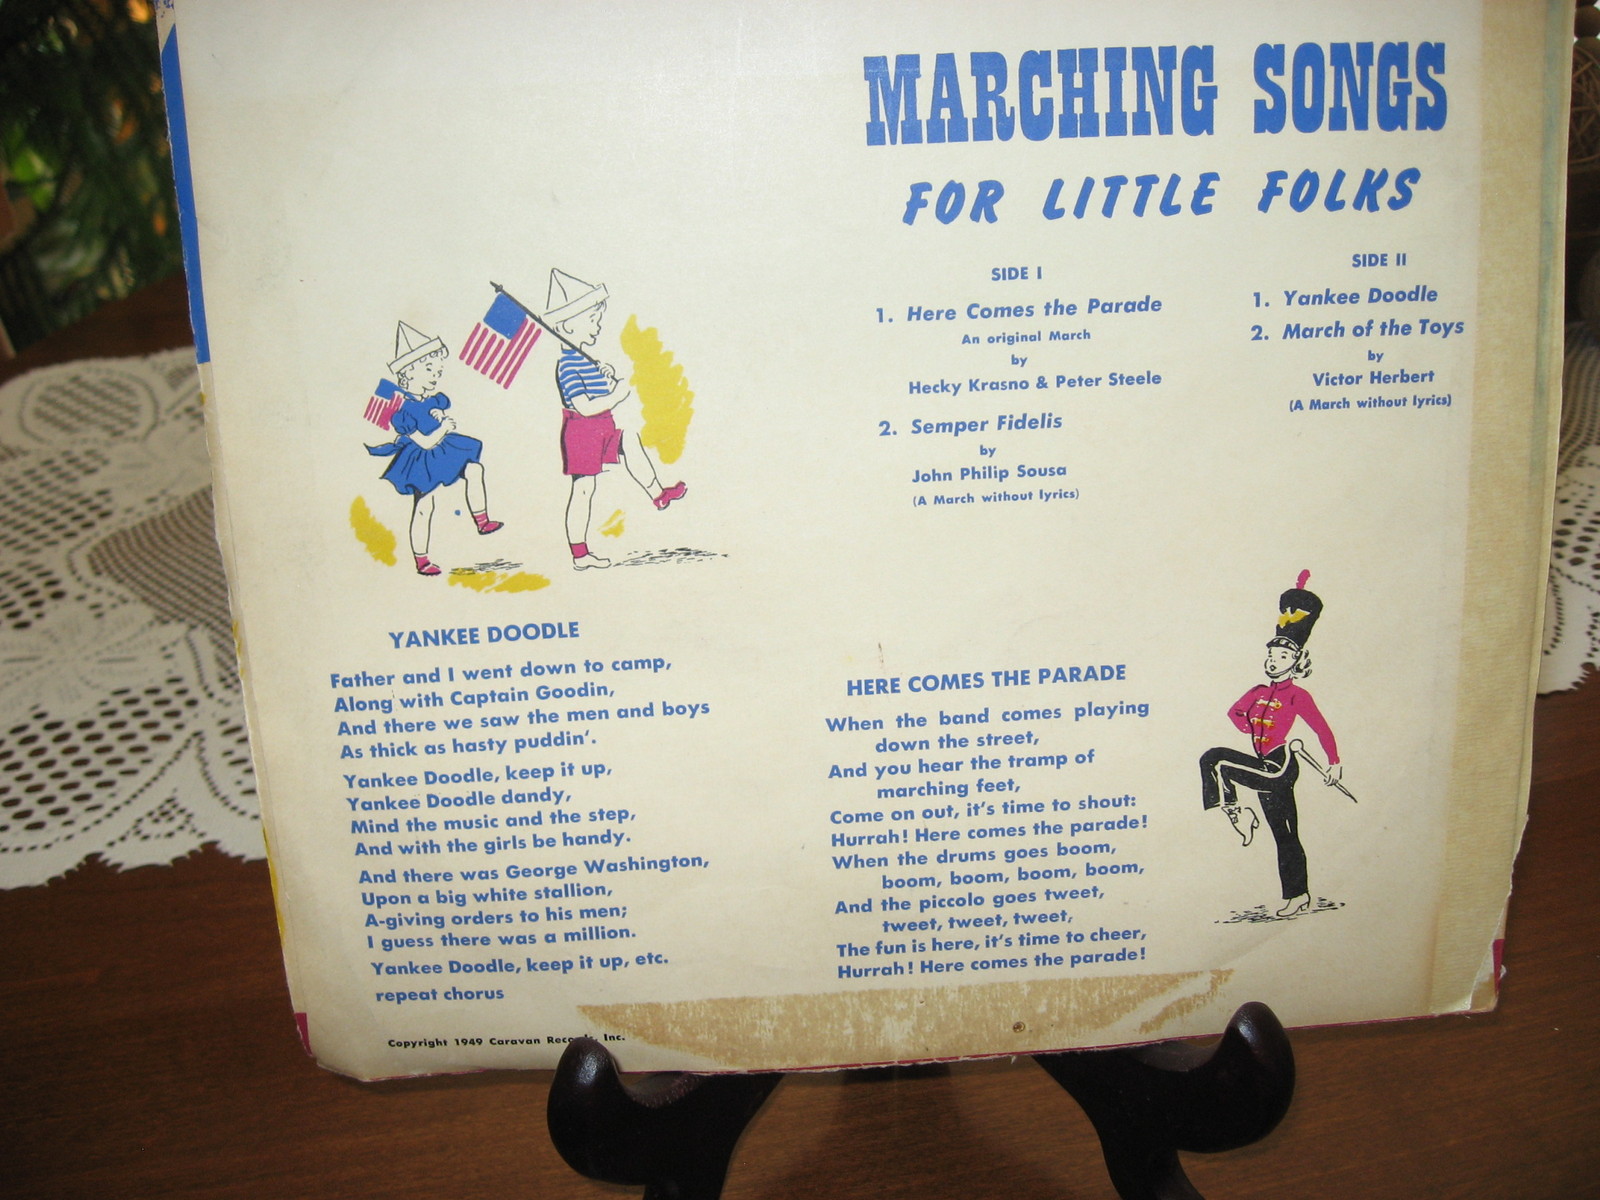 MARCHING SONGS
FOR LITTLE FOLKS
SIDE I
1. Here Comes the Parade
An original March
by
Hecky Krasno & Peter Steele
2. Semper Fidelis
by
John Philip Sousa
(A March without lyrics)
SIDE II
1. Yankee Doodle
2. March of the Toys
by
Victor Herbert
(A March without lyrics)
YANKEE DOODLE
Father and I went down to camp,
Along with Captain Goodin,
And there we saw the men and boys
As thick as hasty puddin'.
Yankee Doodle, keep it up,
Yankee Doodle dandy,
Mind the music and the step,
And with the girls be handy.
And there was George Washington,
Upon a big white stallion,
A-giving orders to his men;
I guess there was a million.
Yankee Doodle, keep it up, etc.
repeat chorus
HERE COMES THE PARADE
When the band comes playing
down the street,
And you hear the tramp of
marching feet,
Come on out, it's time to shout:
Hurrah! Here comes the parade!
When the drums goes boom,
boom, boom, boom, boom,
And the piccolo goes tweet,
tweet, tweet, tweet,
The fun is here, it's time to cheer,
Hurrah! Here comes the parade!
Copyright 1949 Caravan Inc.